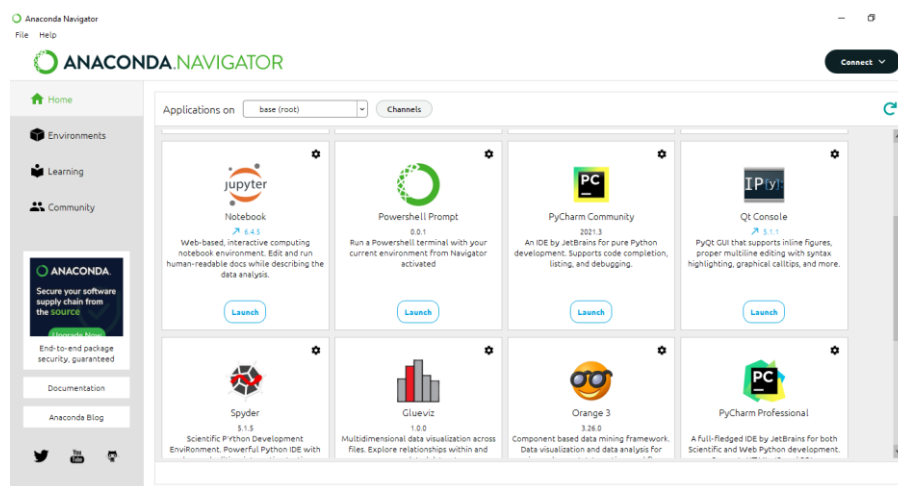 Anaconda Navigator
File Help
ANACONDA.NAVIGATOR
Connect
Home
Environments
Learning
Community
ANACONDA.
Secure your software
supply chain from
the source
Upgrade Now
End-to-end package
security, guaranteed
Documentation
Anaconda Blog
You
Tube
Applications on base (root) Channels
jupyter
Notebook
6.4.5
Web-based, interactive computing
notebook environment. Edit and run
human-readable docs while describing the
data analysis.
Launch
Powershell Prompt
0.0.1
Run a Powershell terminal with your
current environment from Navigator
activated
Launch
PC
PyCharm Community
2021.3
An IDE by JetBrains for pure Python
development. Supports code completion,
listing, and debugging.
Launch
IP[y]:
Qt Console
5.1.1
PyQt GUI that supports inline figures,
proper multiline editing with syntax
highlighting, graphical calltips, and more.
Launch
Spyder
5.1.5
Scientific PYthon Development
EnviRonment. Powerful Python IDE with
Glueviz
1.0.0
Multidimensional data visualization across
files. Explore relationships within and
Orange 3
3.26.0
Component based data mining framework.
Data visualization and data analysis for
PC
PyCharm Professional
A full-fledged IDE by JetBrains for both
Scientific and Web Python development.